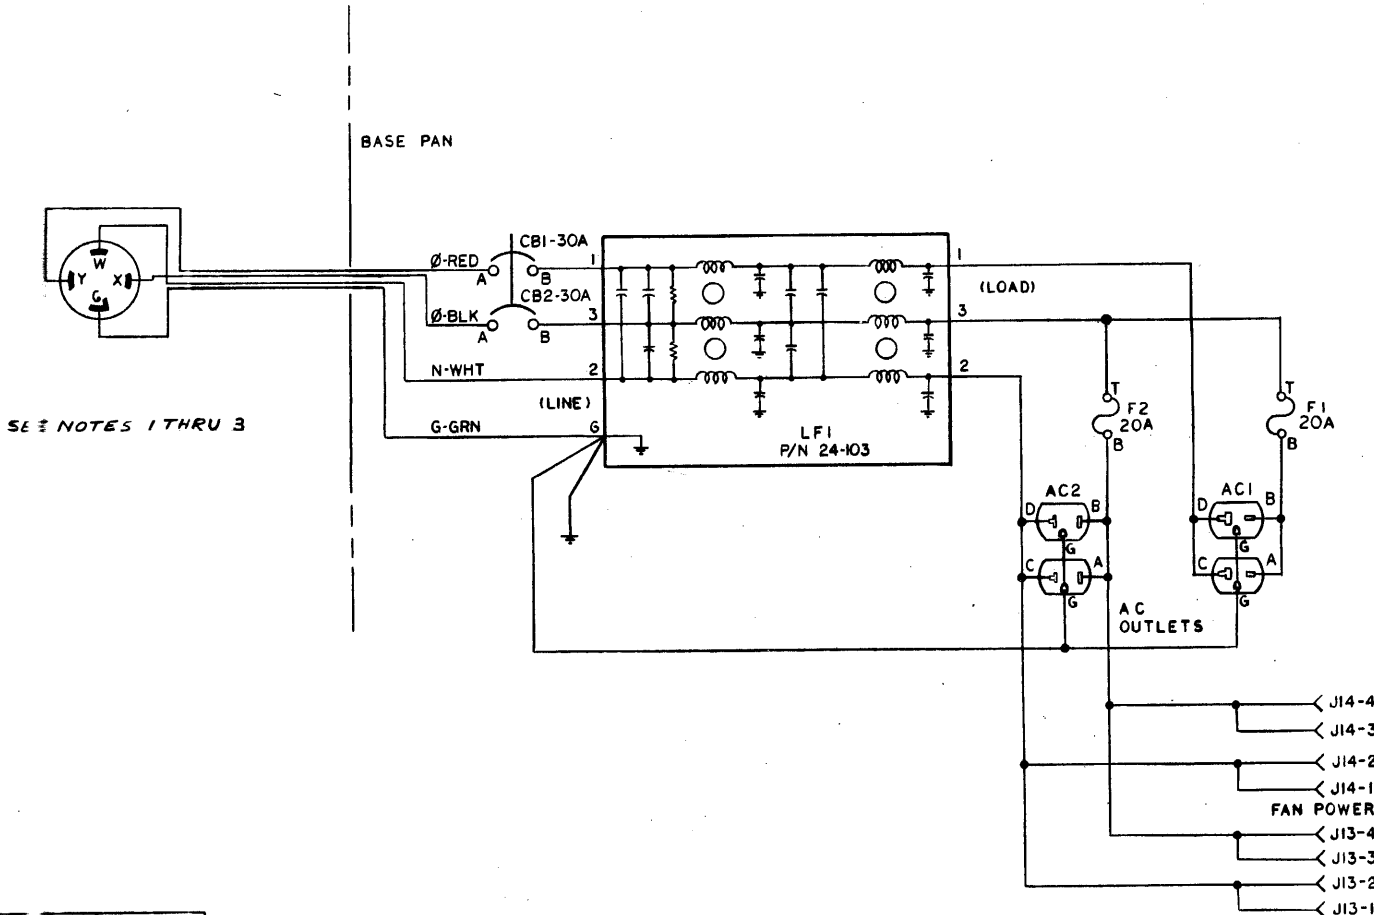 BASE PAN
W
Y
X
G
Ø-RED
A
CB1-30A
B
1
CB2-30A
Ø-BLK
A
B
3
N-WHT
2
(LINE)
G-GRN
G
LF1
P/N 24-103
1
(LOAD)
3
2
SEE NOTES 1 THRU 3
T
F2
20A
B
T
F1
20A
B
AC2
D
B
G
C
A
G
AC1
D
B
G
C
A
G
AC
OUTLETS
J14-4
J14-3
J14-2
J14-1
FAN POWER
J13-4
J13-3
J13-2
J13-1